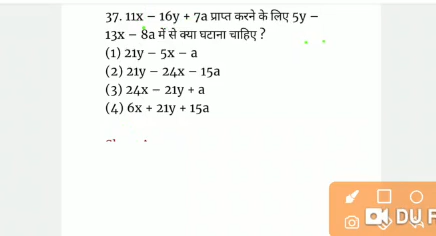 37. 11x – 16y + 7a प्राप्त करने के लिए 5y –
13x – 8a में से क्या घटाना चाहिए ?
(1) 21y – 5x – a
(2) 21y – 24x – 15a
(3) 24x – 21y + a
(4) 6x + 21y + 15a
DU F